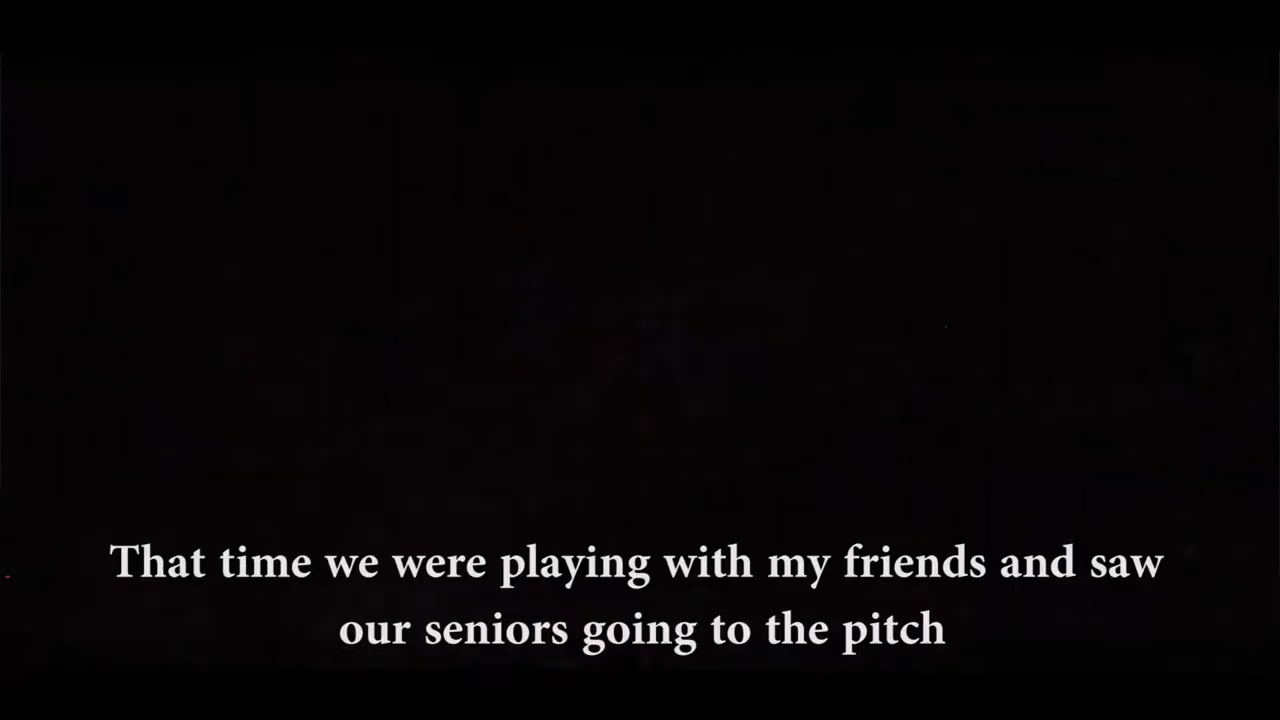 That time we were playing with my friends and saw
our seniors going to the pitch